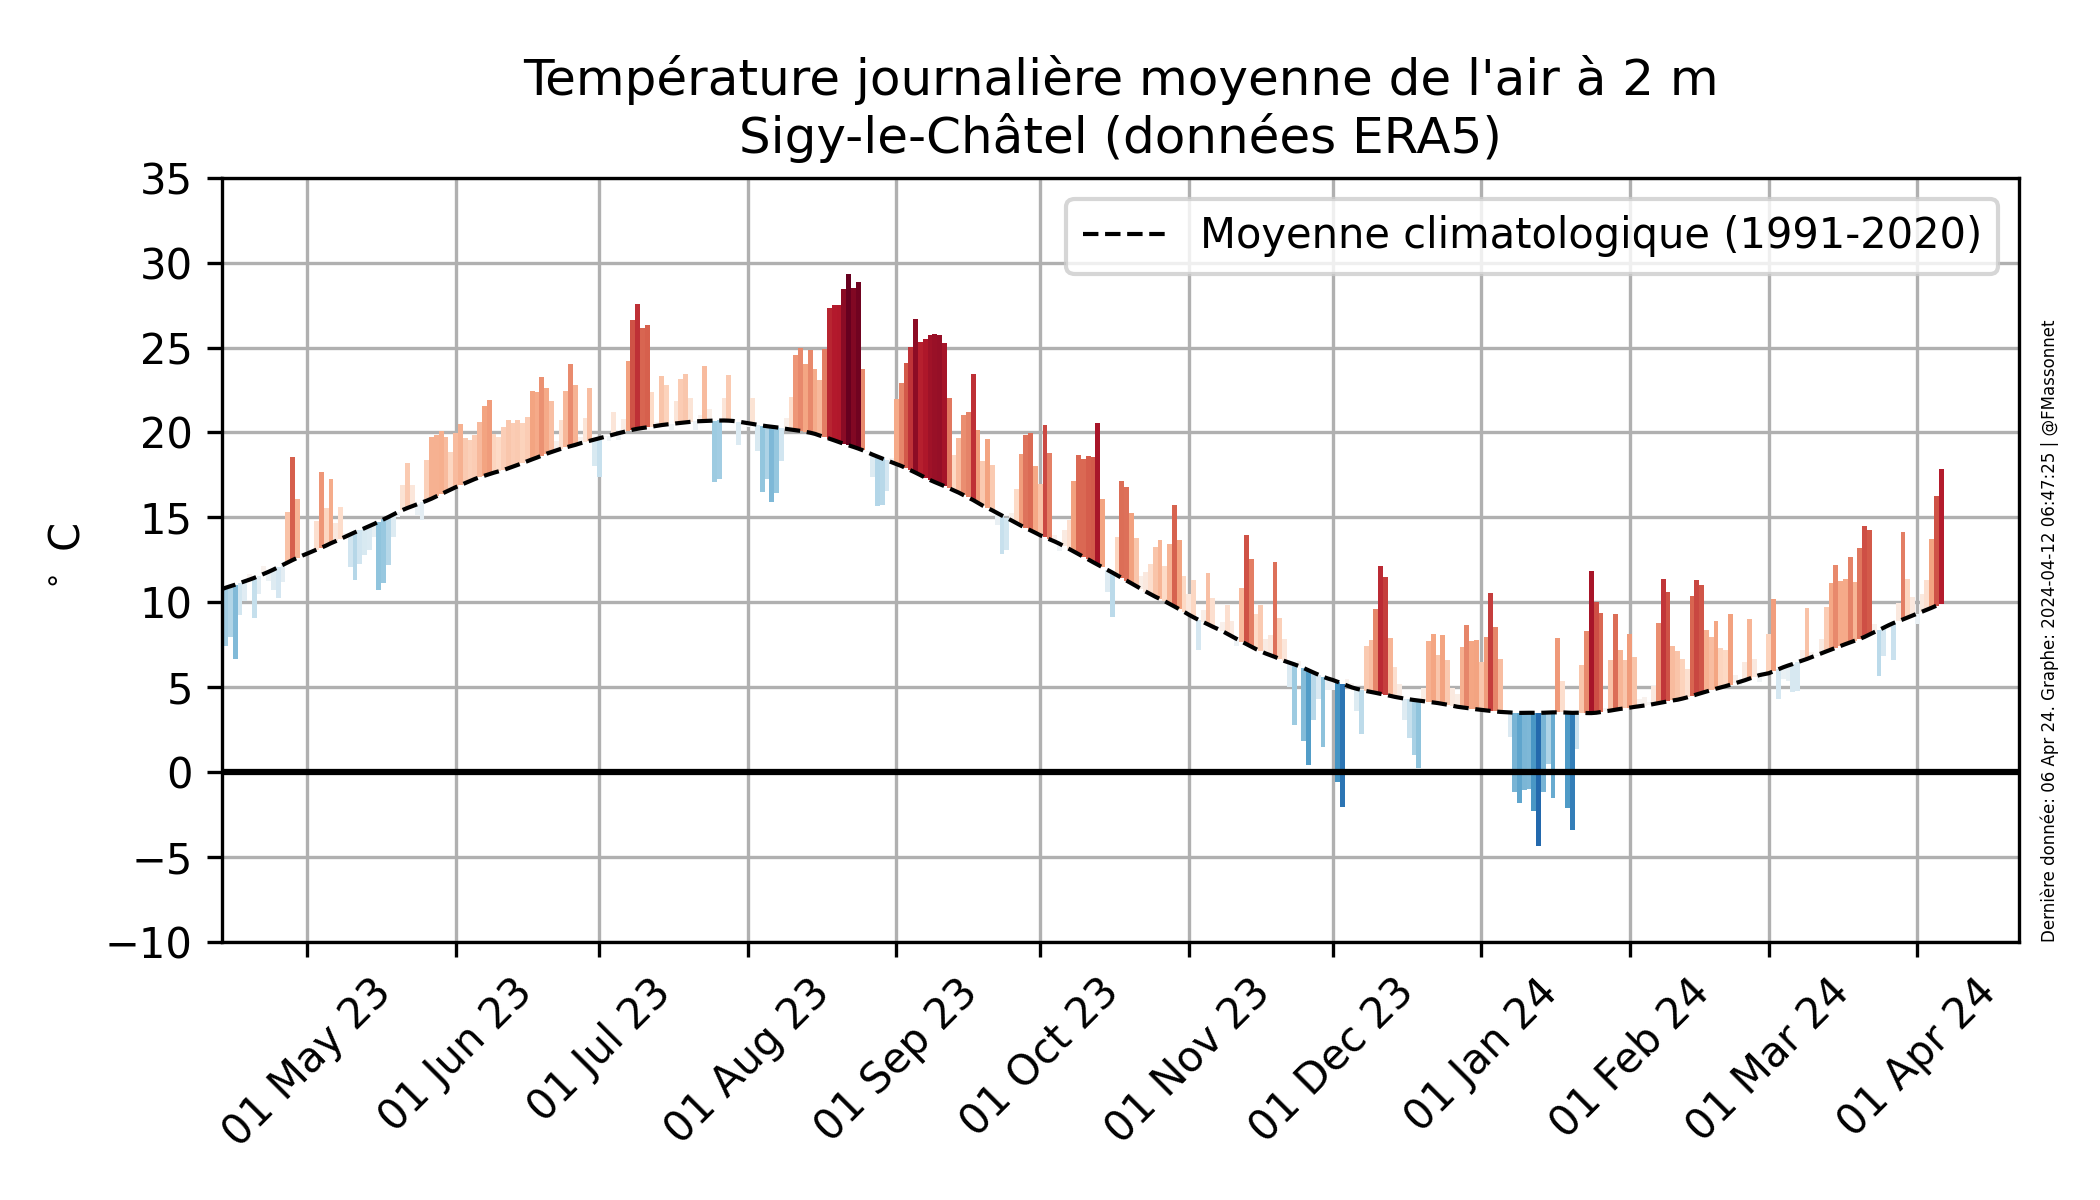 Température journalière moyenne de l'air à 2 m
Sigy-le-Châtel (données ERA5)
35
30
25
20
15
10
5
0
−5
−10
° C
Moyenne climatologique (1991-2020)
01 May 23
01 Jun 23
01 Jul 23
01 Aug 23
01 Sep 23
01 Oct 23
01 Nov 23
01 Dec 23
01 Jan 24
01 Feb 24
01 Mar 24
01 Apr 24
Dernière donnée: 06 Apr 24. Graphe: 2024-04-12 06:47:25 | @FMassonnet